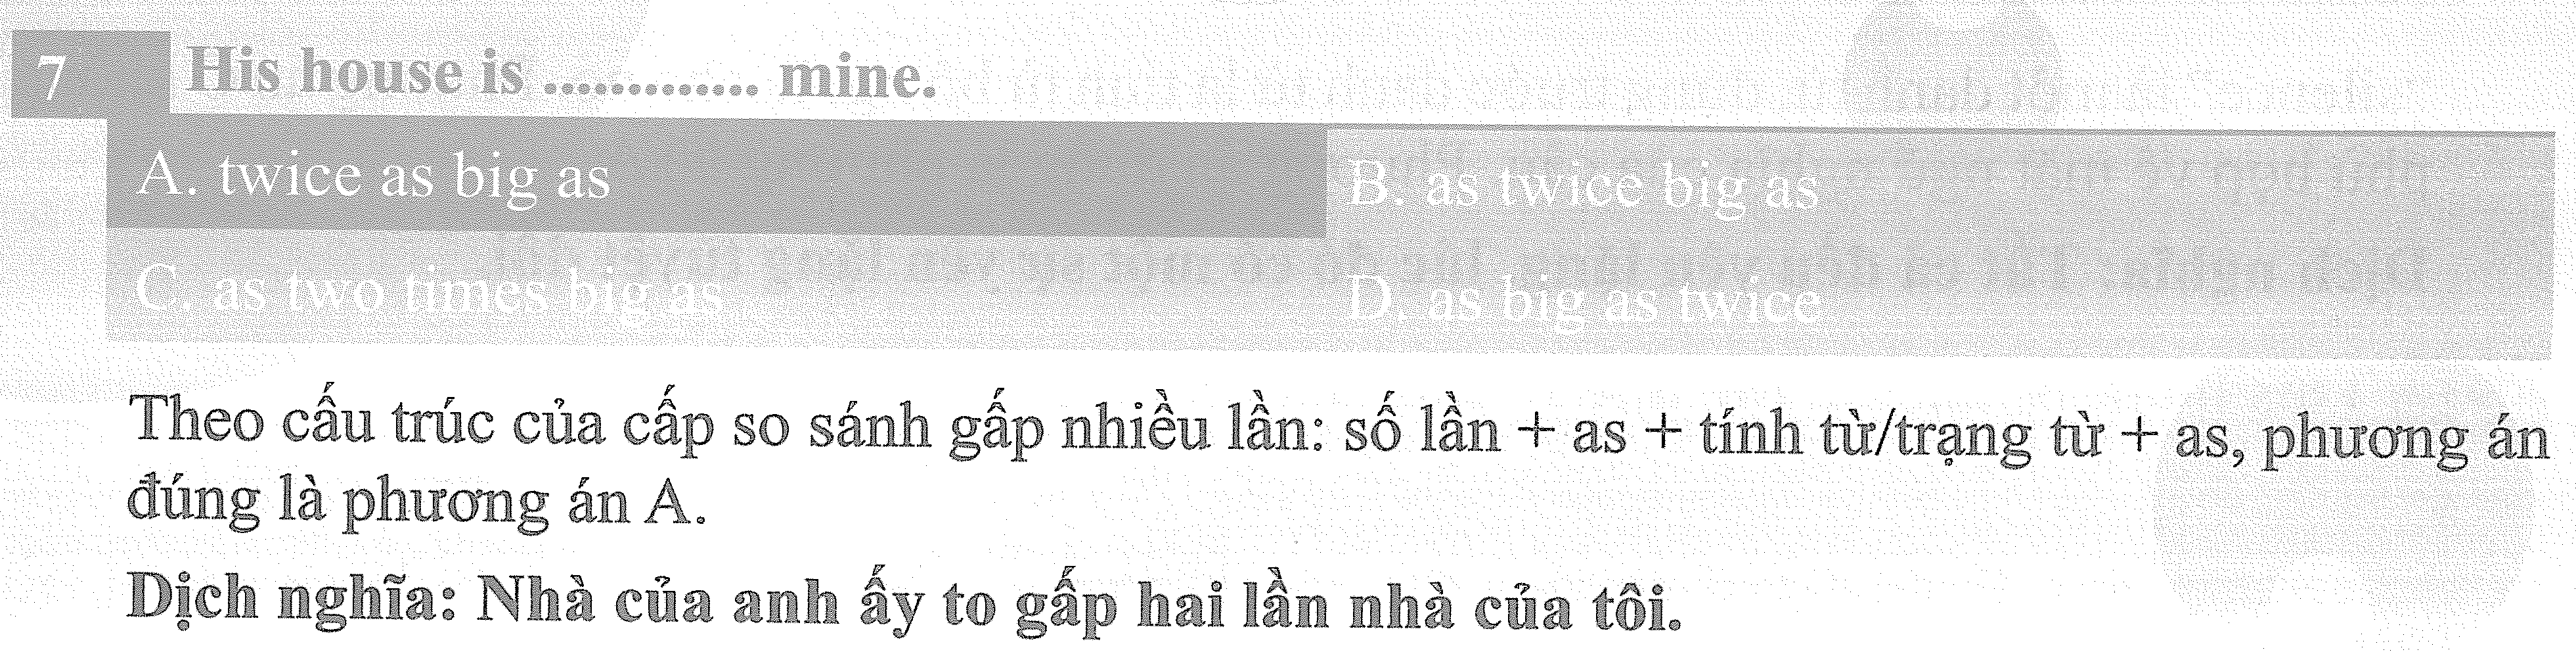 7 His house is ............. mine.
A. twice as big as B. as twice big as
C. as two times big as D. as big as twice
Theo cấu trúc của cấp so sánh gấp nhiều lần: số lần + as + tính từ/trạng từ + as, phương án
đúng là phương án A.
Dịch nghĩa: Nhà của anh ấy to gấp hai lần nhà của tôi.